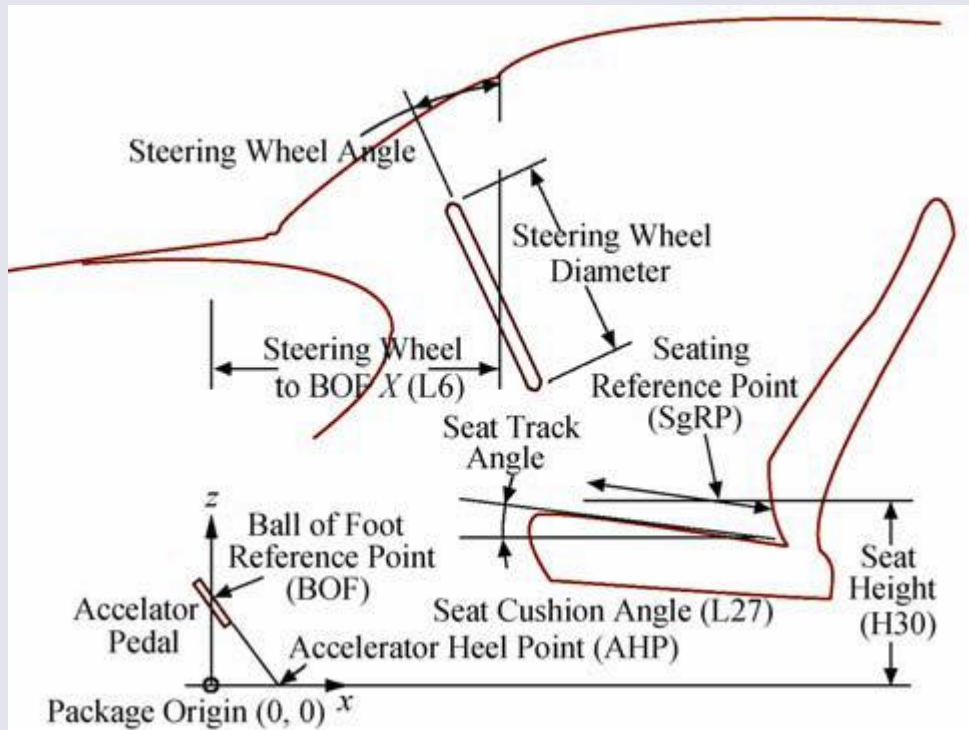 Steering Wheel Angle
Steering Wheel
Diameter
Steering Wheel
to BOF X (L6)
Seating
Reference Point
(SgRP)
Seat Track
Angle
z
Ball of Foot
Reference Point
(BOF)
Accelator
Pedal
Seat
Height
(H30)
Seat Cushion Angle (L27)
Accelerator Heel Point (AHP)
x
Package Origin (0, 0)